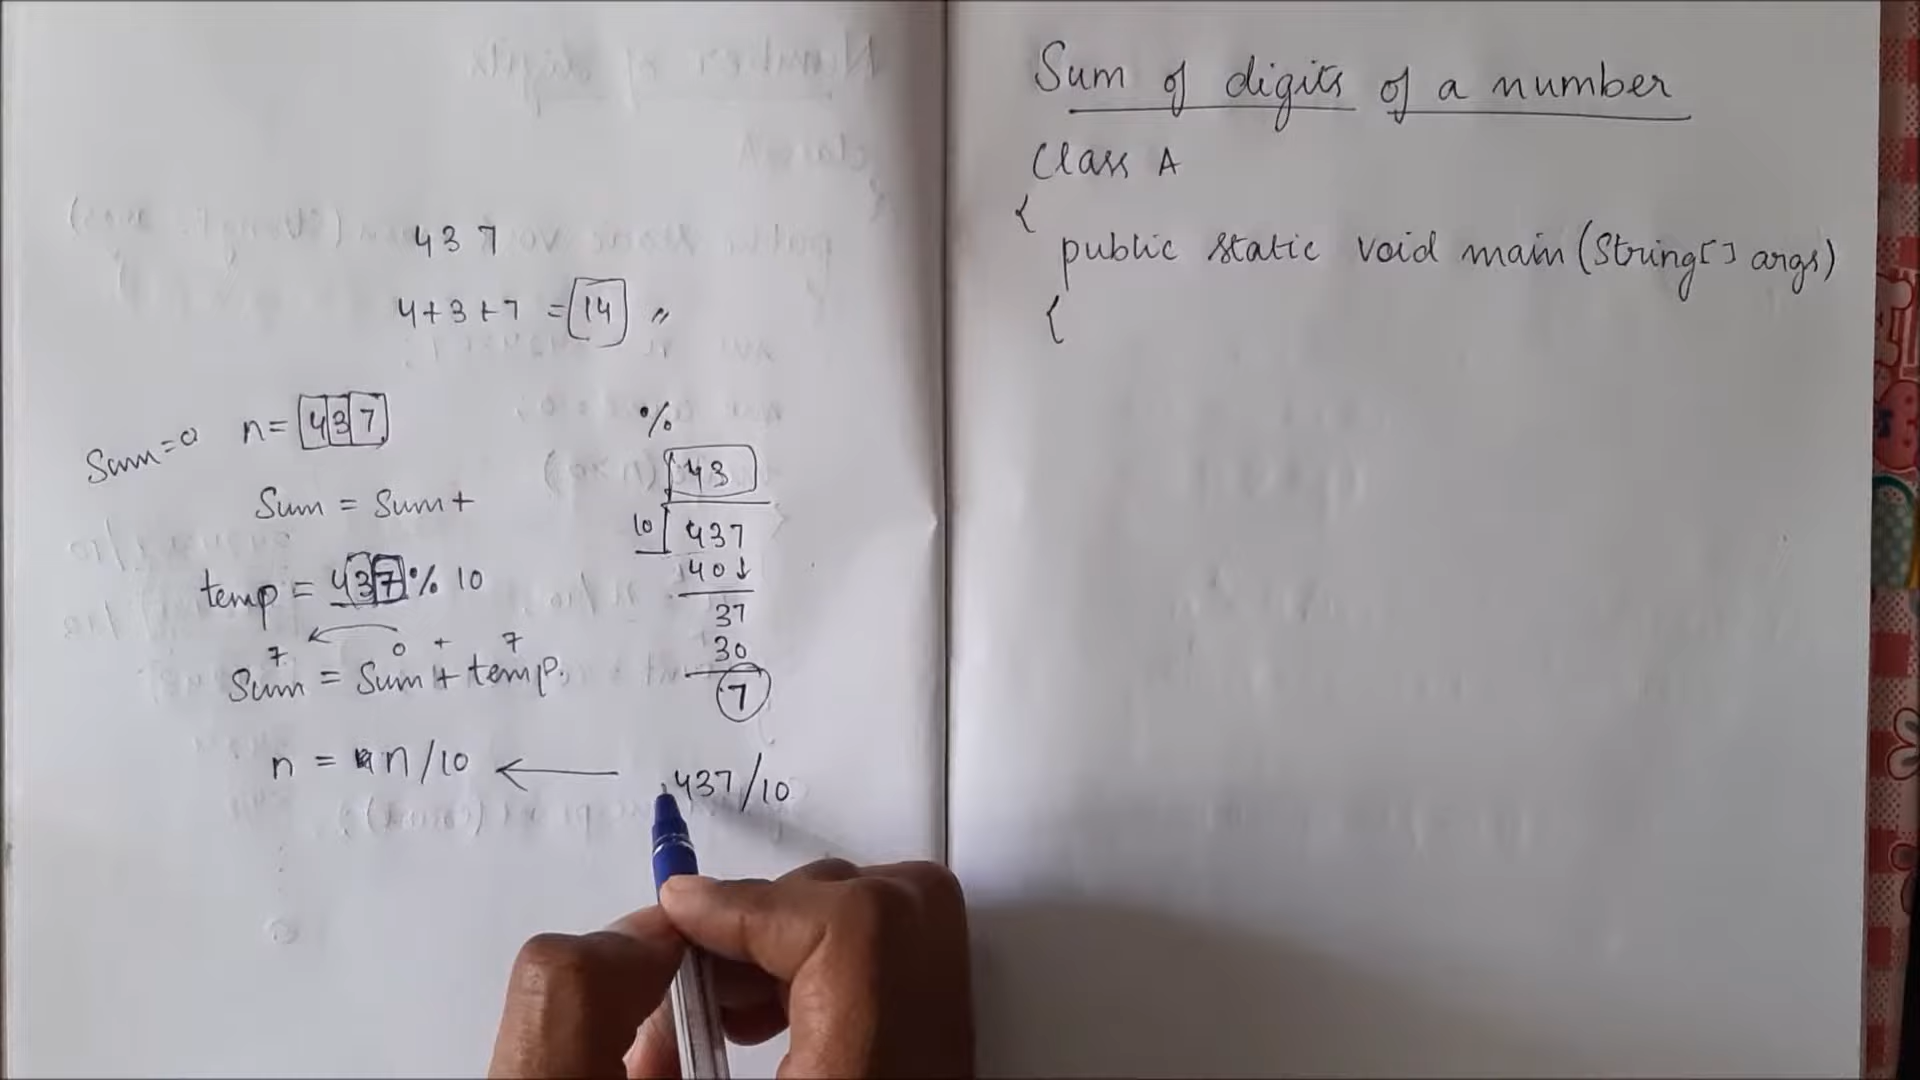 437
4+3+7 = 14 〃
Sum=0 n= 437
Sum = Sum+
temp = 437 % 10
7 0 + 7
Sum = Sum + temp.
n = n/10
%
43
10 437
40↓
37
30
7
437/10
Sum of digits of a number
Class A
{
public static void main(String[] args)
{